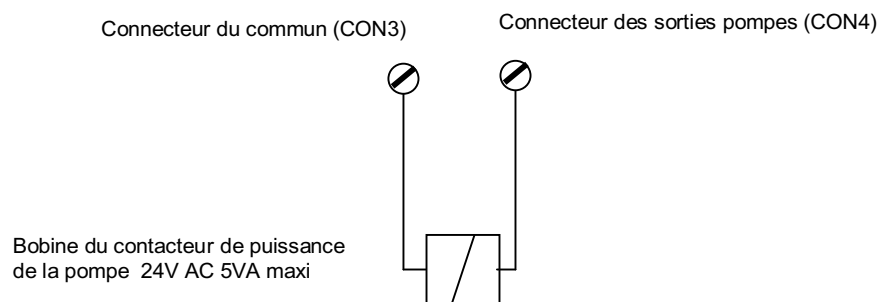 Connecteur du commun (CON3)
Connecteur des sorties pompes (CON4)
Bobine du contacteur de puissance
de la pompe 24V AC 5VA maxi